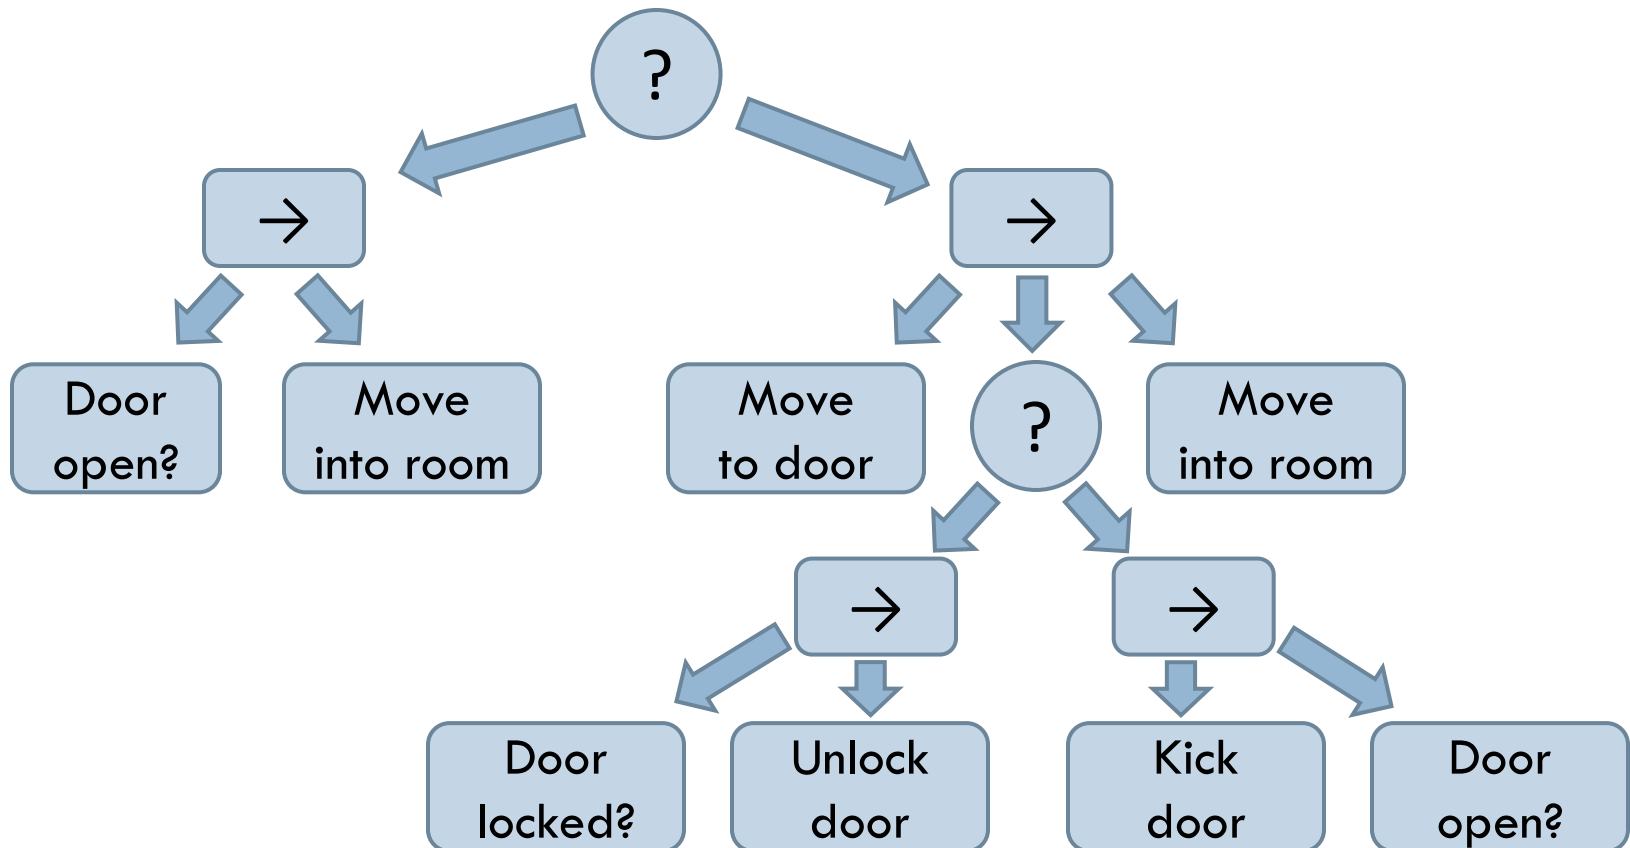 ?
→
→
Door
open?
Move
into room
Move
to door
?
Move
into room
→
→
Door
locked?
Unlock
door
Kick
door
Door
open?